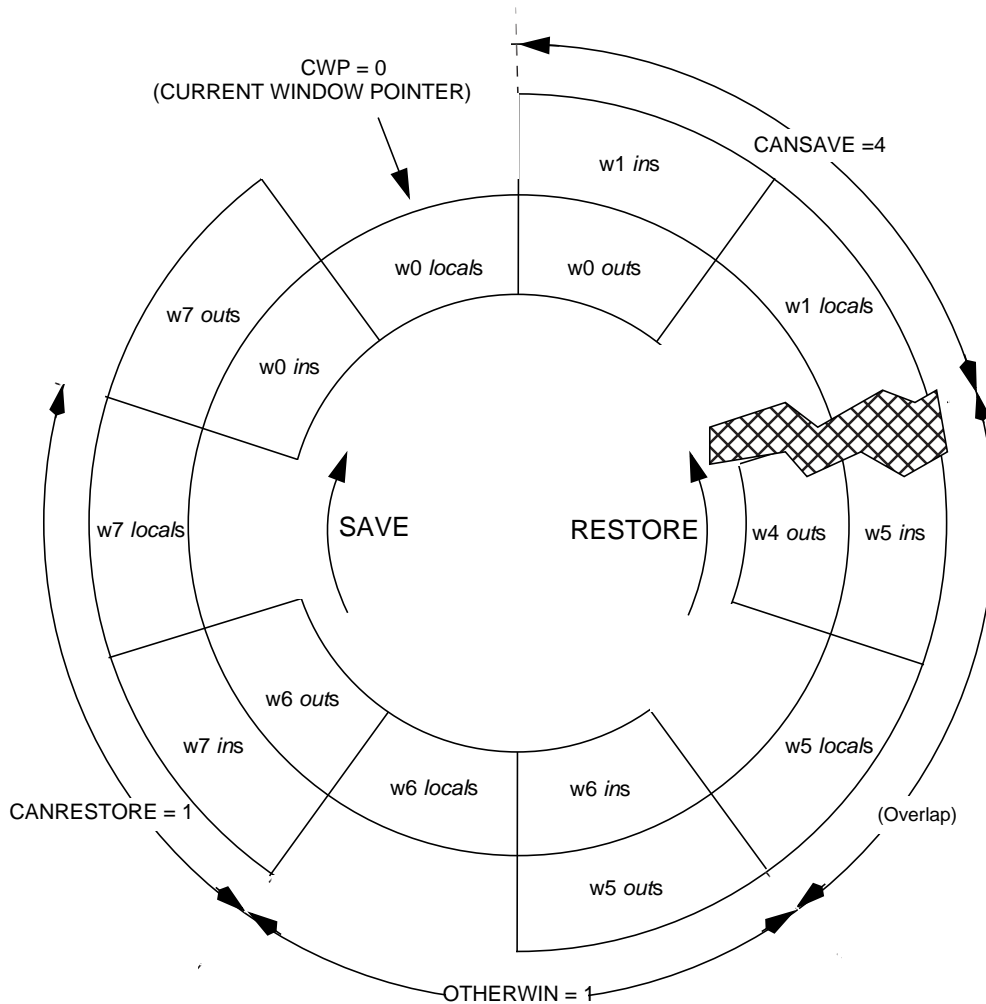 CWP = 0
(CURRENT WINDOW POINTER)
CANSAVE =4
w1 ins
w0 locals
w0 outs
w7 outs
w1 locals
w0 ins
w7 locals
SAVE
RESTORE
w4 outs
w5 ins
w6 outs
w7 ins
w5 locals
w6 locals
w6 ins
CANRESTORE = 1
(Overlap)
w5 outs
OTHERWIN = 1